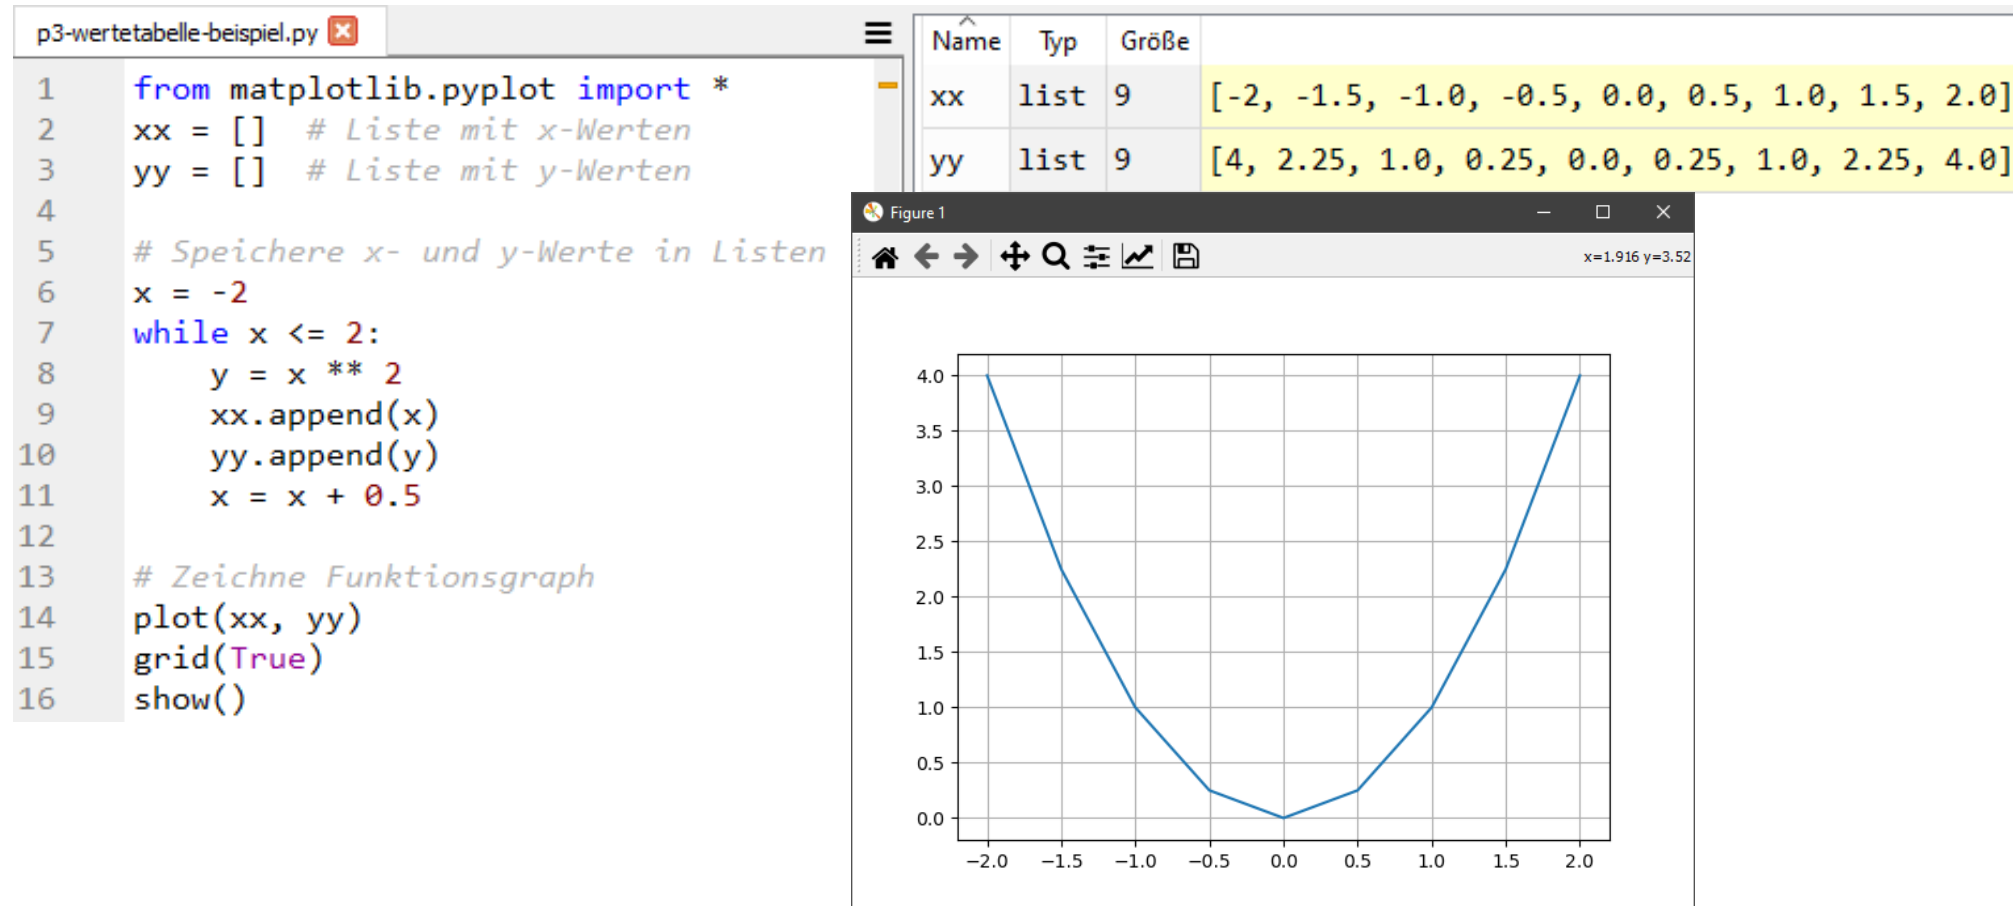 p3-wertetabelle-beispiel.py
1 from matplotlib.pyplot import *
2 xx = []  # Liste mit x-Werten
3 yy = []  # Liste mit y-Werten
4
5 # Speichere x- und y-Werte in Listen
6 x = -2
7 while x <= 2:
8     y = x ** 2
9     xx.append(x)
10     yy.append(y)
11     x = x + 0.5
12
13 # Zeichne Funktionsgraph
14 plot(xx, yy)
15 grid(True)
16 show()
Name Typ Größe
xx list 9 [-2, -1.5, -1.0, -0.5, 0.0, 0.5, 1.0, 1.5, 2.0]
yy list 9 [4, 2.25, 1.0, 0.25, 0.0, 0.25, 1.0, 2.25, 4.0]
Figure 1
x=1.916 y=3.52
4.0
3.5
3.0
2.5
2.0
1.5
1.0
0.5
0.0
−2.0 −1.5 −1.0 −0.5 0.0 0.5 1.0 1.5 2.0